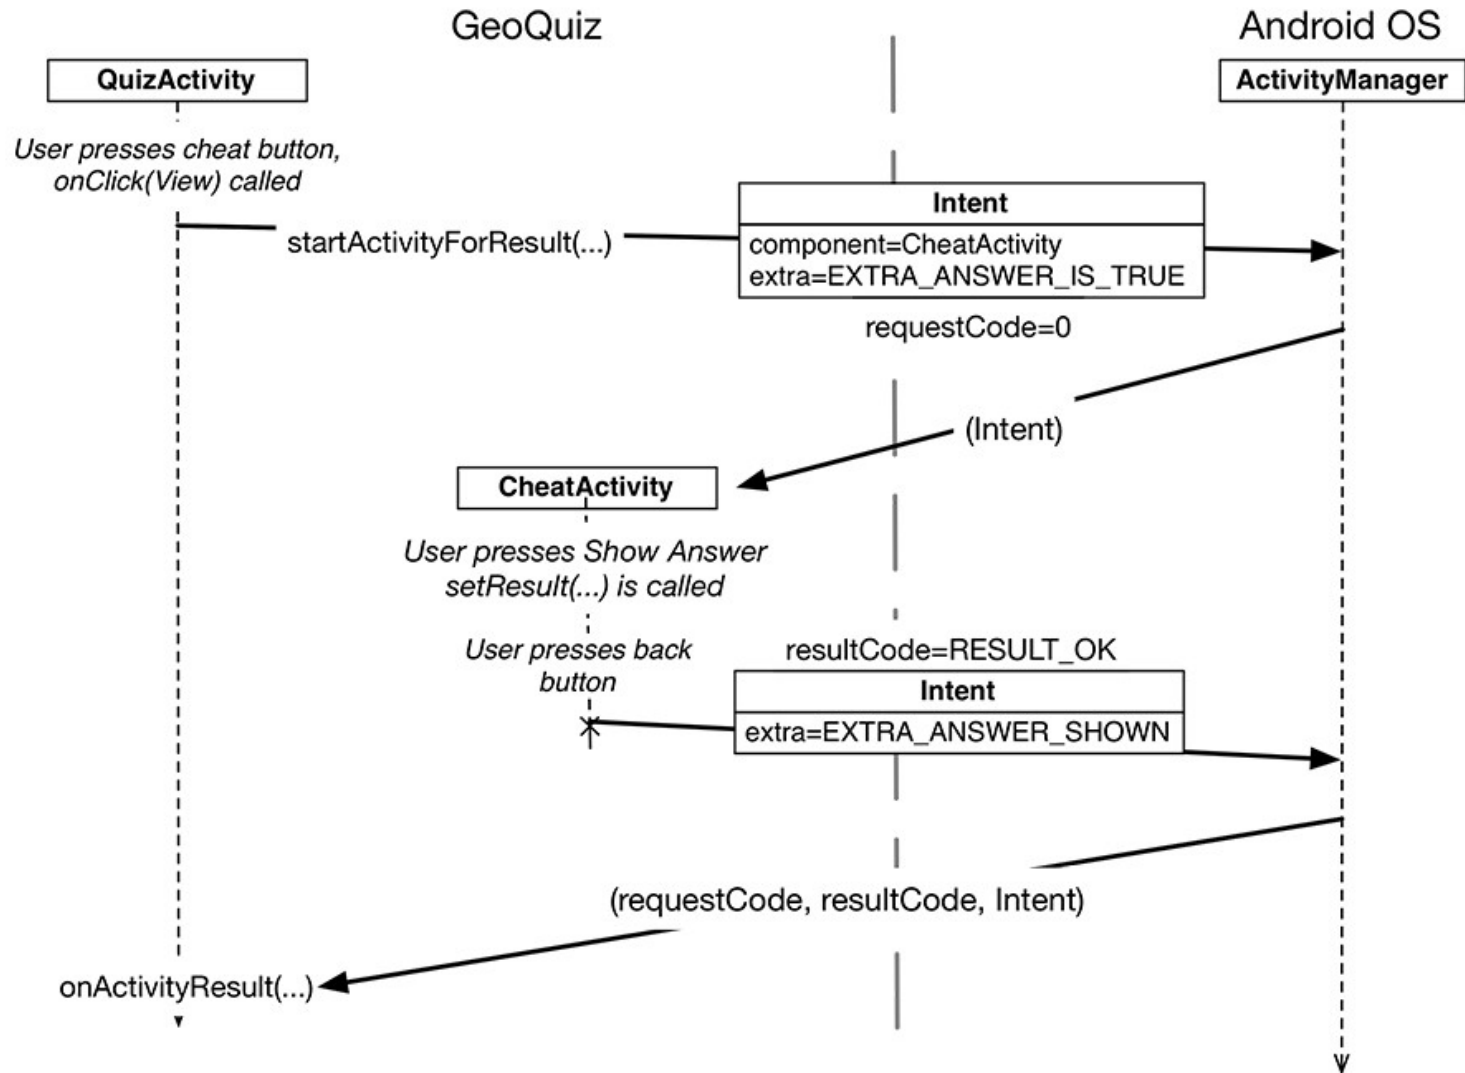 GeoQuiz
Android OS
QuizActivity
ActivityManager
User presses cheat button,
onClick(View) called
startActivityForResult(...)
Intent
component=CheatActivity
extra=EXTRA_ANSWER_IS_TRUE
requestCode=0
(Intent)
CheatActivity
User presses Show Answer
setResult(...) is called
User presses back
button
resultCode=RESULT_OK
Intent
extra=EXTRA_ANSWER_SHOWN
(requestCode, resultCode, Intent)
onActivityResult(...)